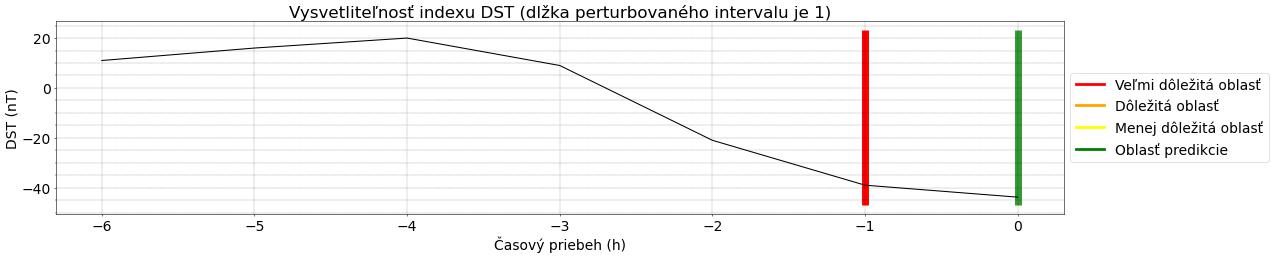 Vysvetliteľnosť indexu DST (dĺžka perturbovaného intervalu je 1)
DST (nT)
20
0
−20
−40
−6 −5 −4 −3 −2 −1 0
Časový priebeh (h)
Veľmi dôležitá oblasť
Dôležitá oblasť
Menej dôležitá oblasť
Oblasť predikcie